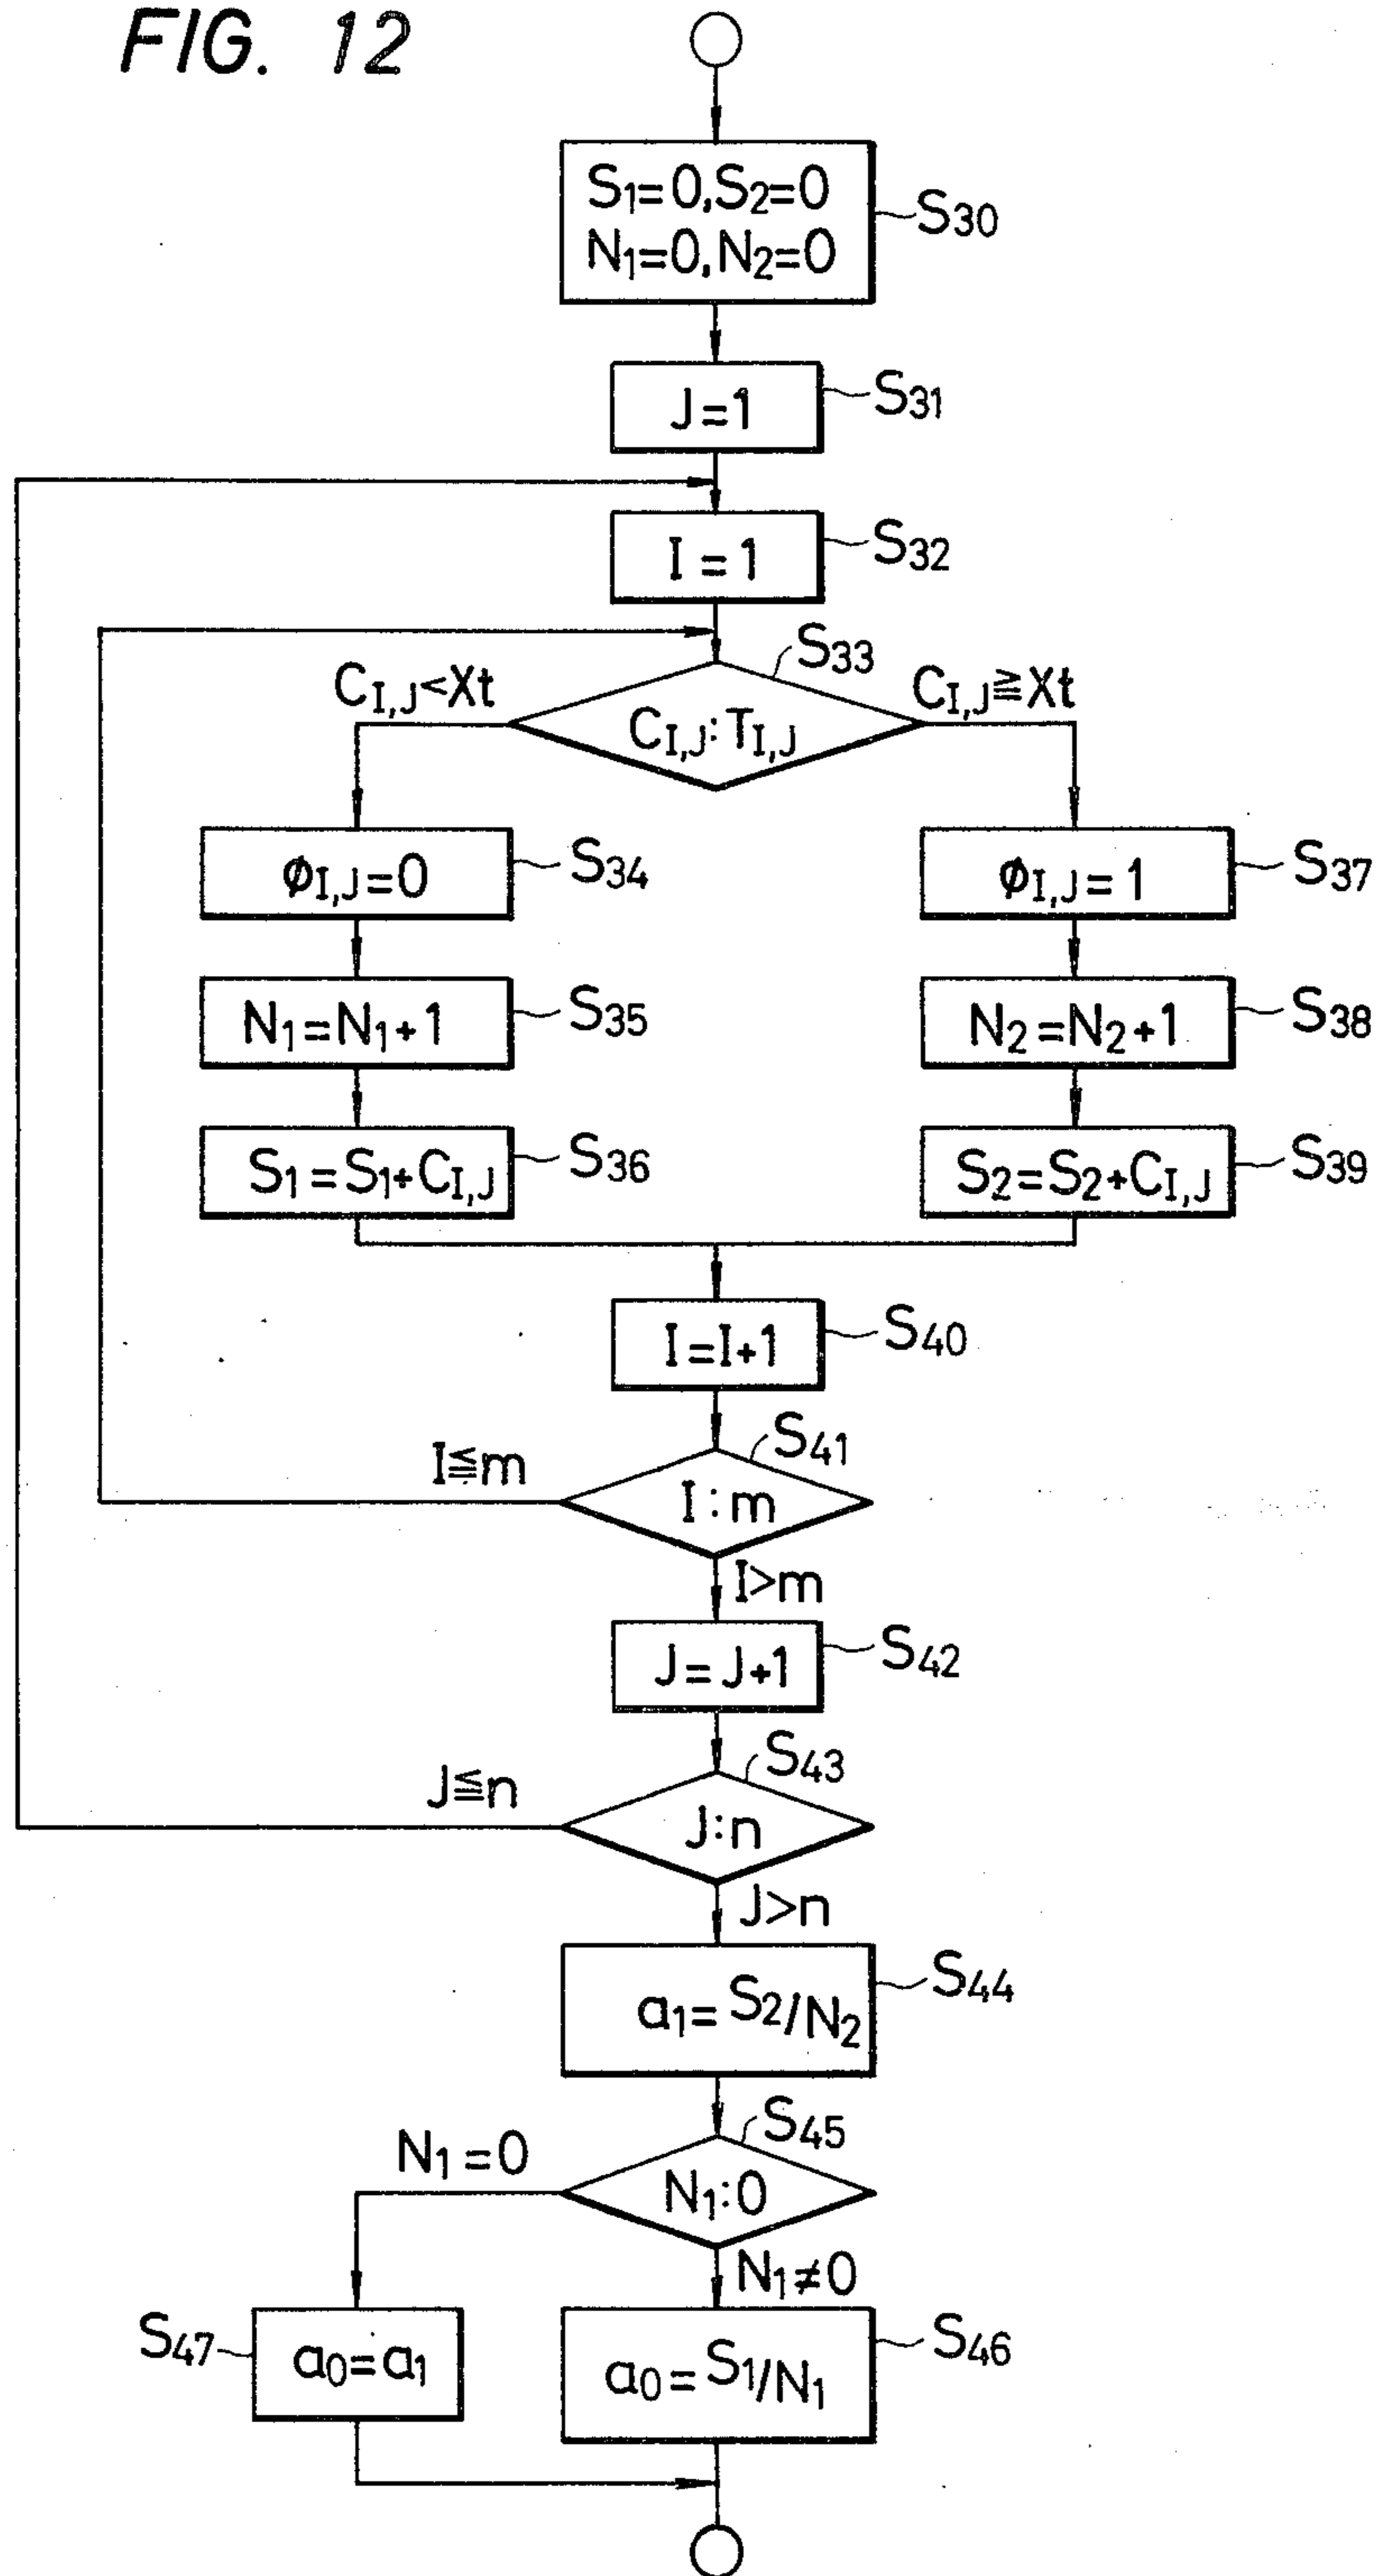 FIG. 12
S1=0,S2=0
N1=0,N2=0
S30
J=1
S31
I=1
S32
S33
CI,J<Xt
CI,J≧Xt
CI,J:TI,J
ϕI,J=0
S34
ϕI,J=1
S37
N1=N1+1
S35
N2=N2+1
S38
S1=S1+CI,J
S36
S2=S2+CI,J
S39
I=I+1
S40
S41
I≦m
I:m
I>m
J=J+1
S42
S43
J≦n
J:n
J>n
a1=S2/N2
S44
S45
N1=0
N1:0
N1≠0
S47
a0=a1
a0=S1/N1
S46